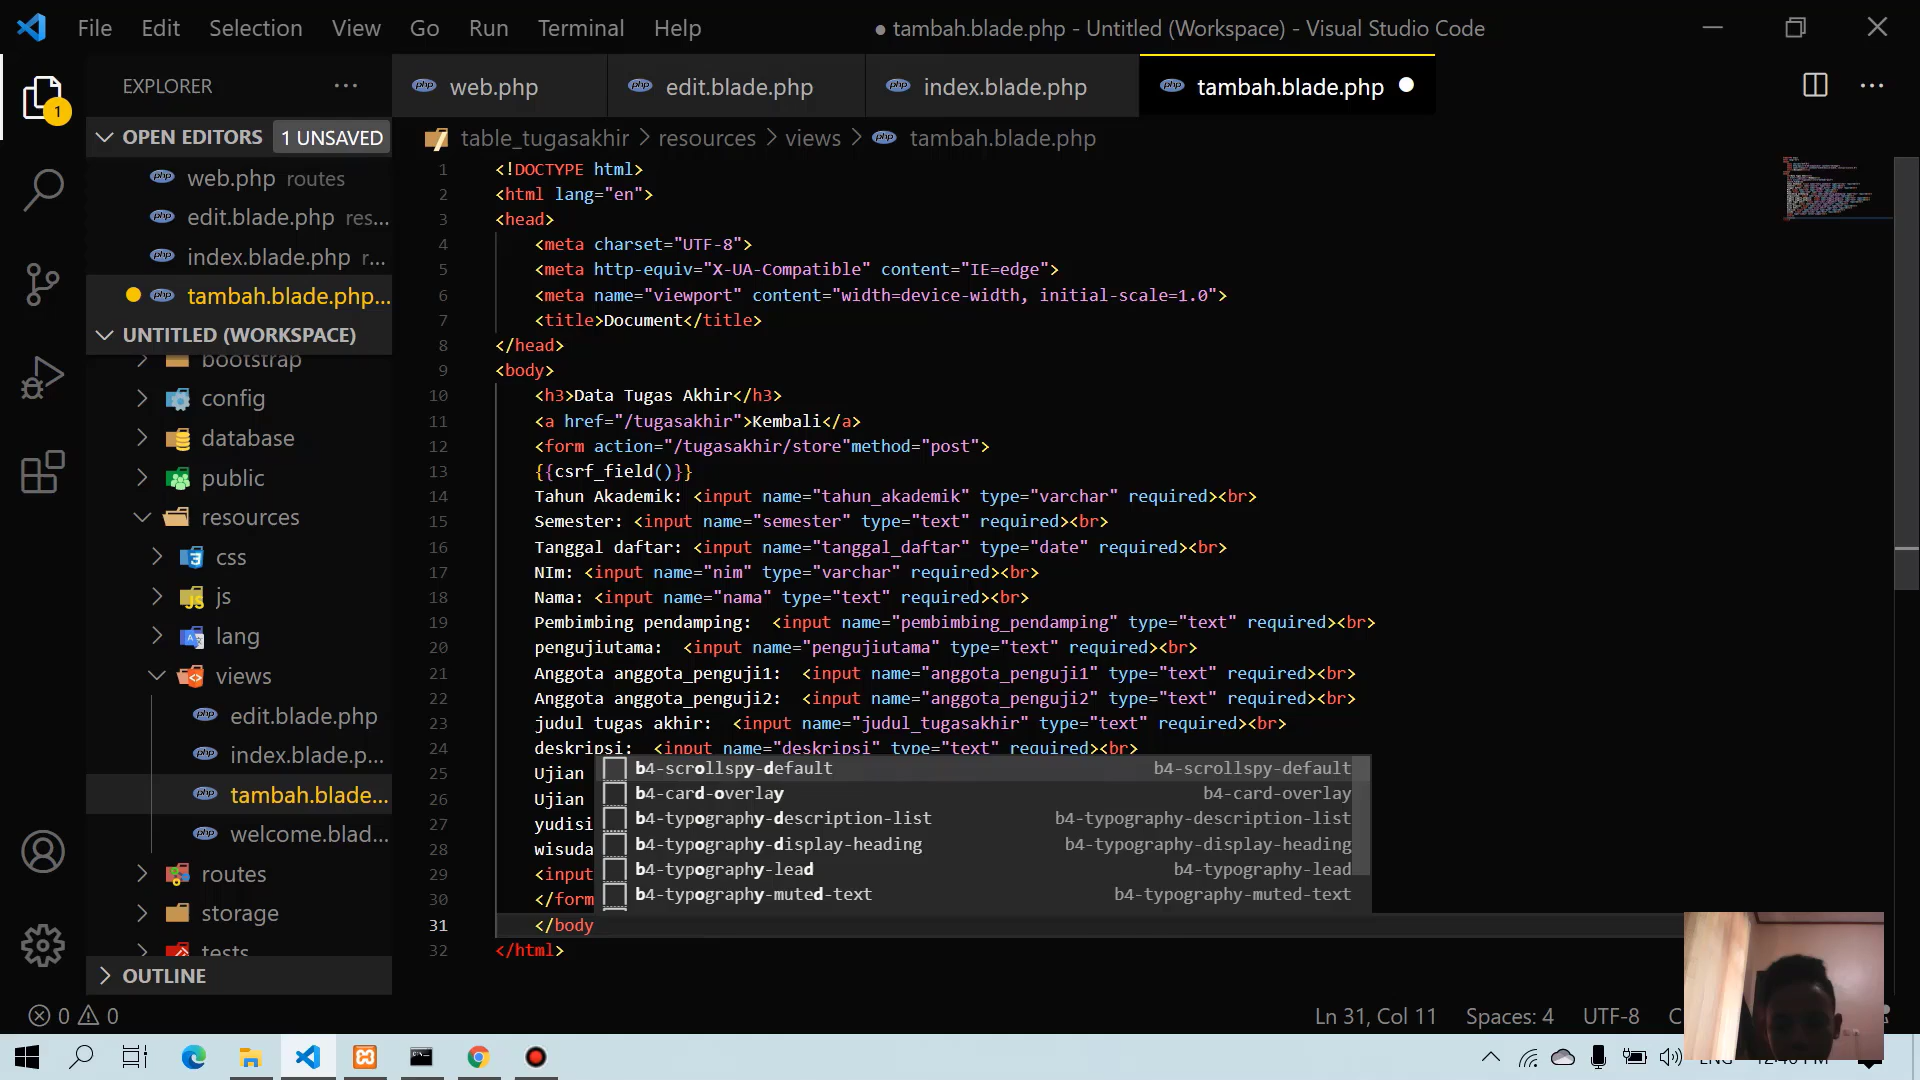 File Edit Selection View Go Run Terminal Help
● tambah.blade.php - Untitled (Workspace) - Visual Studio Code
EXPLORER
web.php
edit.blade.php
index.blade.php
tambah.blade.php
1
OPEN EDITORS
1 UNSAVED
web.php routes
edit.blade.php res...
index.blade.php r...
tambah.blade.php...
UNTITLED (WORKSPACE)
bootstrap
config
database
public
resources
css
js
lang
views
edit.blade.php
index.blade.p...
tambah.blade...
welcome.blad...
routes
storage
tests
OUTLINE
table_tugasakhir > resources > views > tambah.blade.php
1 <!DOCTYPE html>
2 <html lang="en">
3 <head>
4 <meta charset="UTF-8">
5 <meta http-equiv="X-UA-Compatible" content="IE=edge">
6 <meta name="viewport" content="width=device-width, initial-scale=1.0">
7 <title>Document</title>
8 </head>
9 <body>
10 <h3>Data Tugas Akhir</h3>
11 <a href="/tugasakhir">Kembali</a>
12 <form action="/tugasakhir/store"method="post">
13 {{csrf_field()}}
14 Tahun Akademik: <input name="tahun_akademik" type="varchar" required><br>
15 Semester: <input name="semester" type="text" required><br>
16 Tanggal daftar: <input name="tanggal_daftar" type="date" required><br>
17 NIm: <input name="nim" type="varchar" required><br>
18 Nama: <input name="nama" type="text" required><br>
19 Pembimbing pendamping: <input name="pembimbing_pendamping" type="text" required><br>
20 pengujiutama: <input name="pengujiutama" type="text" required><br>
21 Anggota anggota_penguji1: <input name="anggota_penguji1" type="text" required><br>
22 Anggota anggota_penguji2: <input name="anggota_penguji2" type="text" required><br>
23 judul tugas akhir: <input name="judul_tugasakhir" type="text" required><br>
24 deskripsi: <input name="deskripsi" type="text" required><br>
25 Ujian
26 Ujian
27 yudisi
28 wisuda
29 <input
30 </form
31 </body
32 </html>
b4-scrollspy-default b4-scrollspy-default
b4-card-overlay b4-card-overlay
b4-typography-description-list b4-typography-description-list
b4-typography-display-heading b4-typography-display-heading
b4-typography-lead b4-typography-lead
b4-typography-muted-text b4-typography-muted-text
0 0
Ln 31, Col 11 Spaces: 4 UTF-8 C